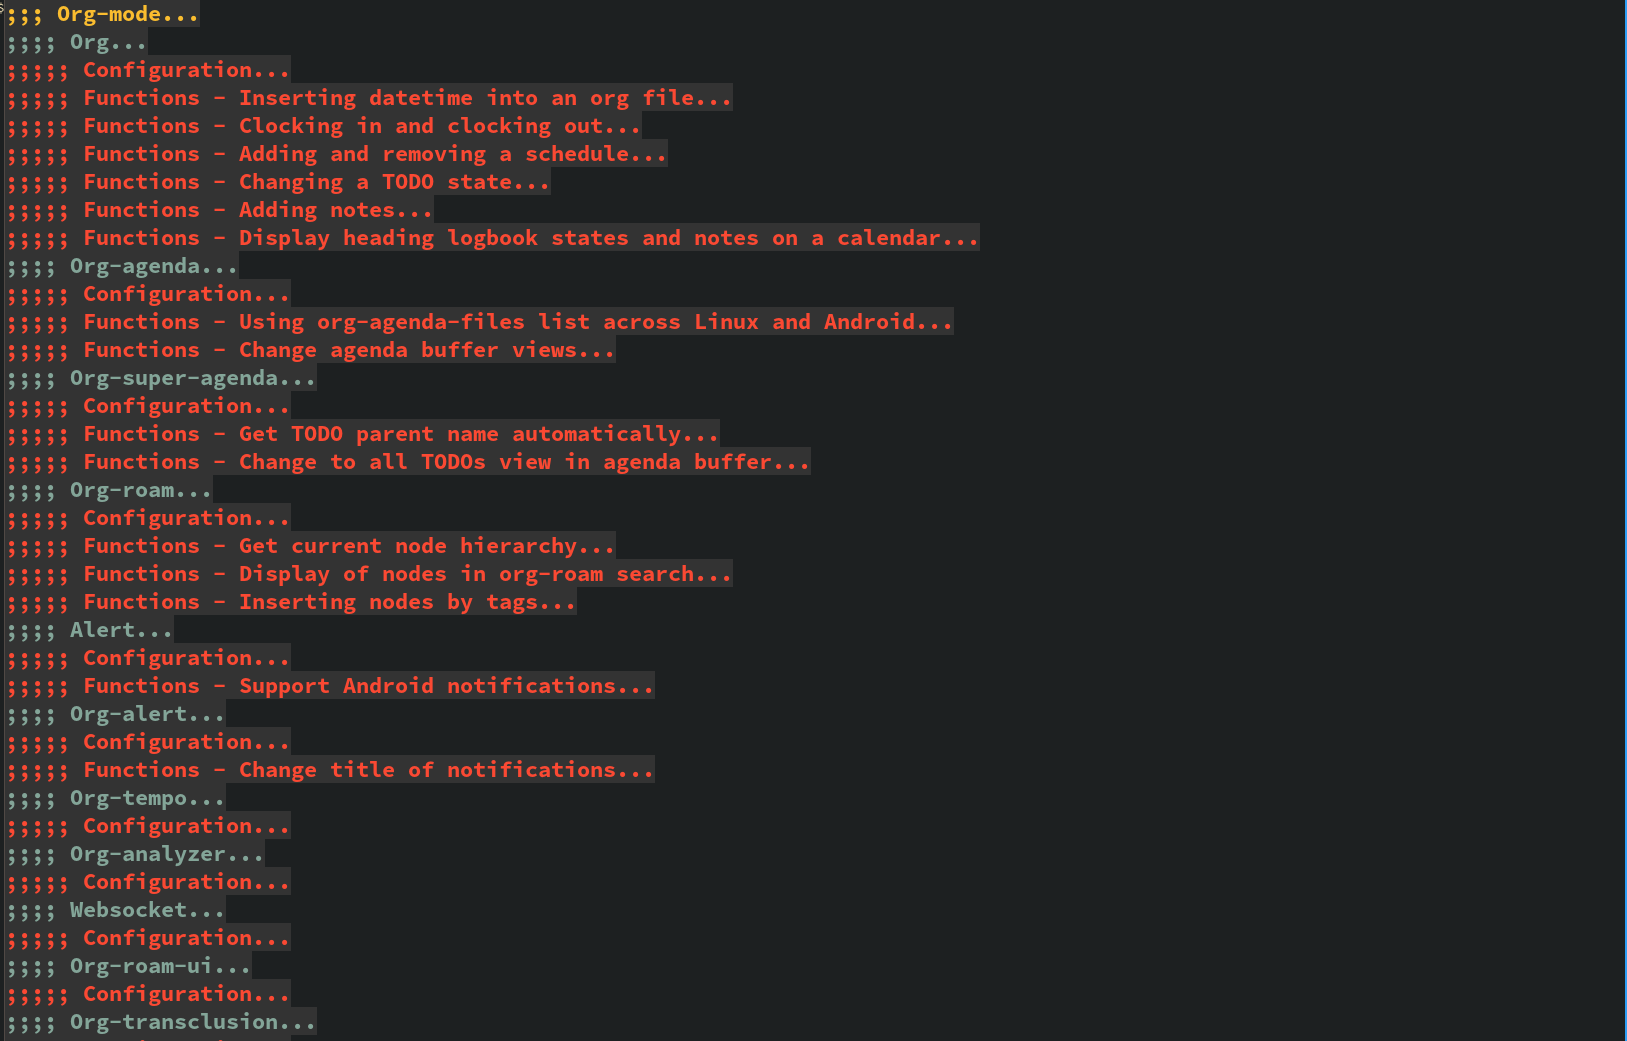 ;;; Org-mode...
;;;; Org...
;;;;; Configuration...
;;;;; Functions - Inserting datetime into an org file...
;;;;; Functions - Clocking in and clocking out...
;;;;; Functions - Adding and removing a schedule...
;;;;; Functions - Changing a TODO state...
;;;;; Functions - Adding notes...
;;;;; Functions - Display heading logbook states and notes on a calendar...
;;;; Org-agenda...
;;;;; Configuration...
;;;;; Functions - Using org-agenda-files list across Linux and Android...
;;;;; Functions - Change agenda buffer views...
;;;; Org-super-agenda...
;;;;; Configuration...
;;;;; Functions - Get TODO parent name automatically...
;;;;; Functions - Change to all TODOs view in agenda buffer...
;;;; Org-roam...
;;;;; Configuration...
;;;;; Functions - Get current node hierarchy...
;;;;; Functions - Display of nodes in org-roam search...
;;;;; Functions - Inserting nodes by tags...
;;;; Alert...
;;;;; Configuration...
;;;;; Functions - Support Android notifications...
;;;; Org-alert...
;;;;; Configuration...
;;;;; Functions - Change title of notifications...
;;;; Org-tempo...
;;;;; Configuration...
;;;; Org-analyzer...
;;;;; Configuration...
;;;; Websocket...
;;;;; Configuration...
;;;; Org-roam-ui...
;;;;; Configuration...
;;;; Org-transclusion...